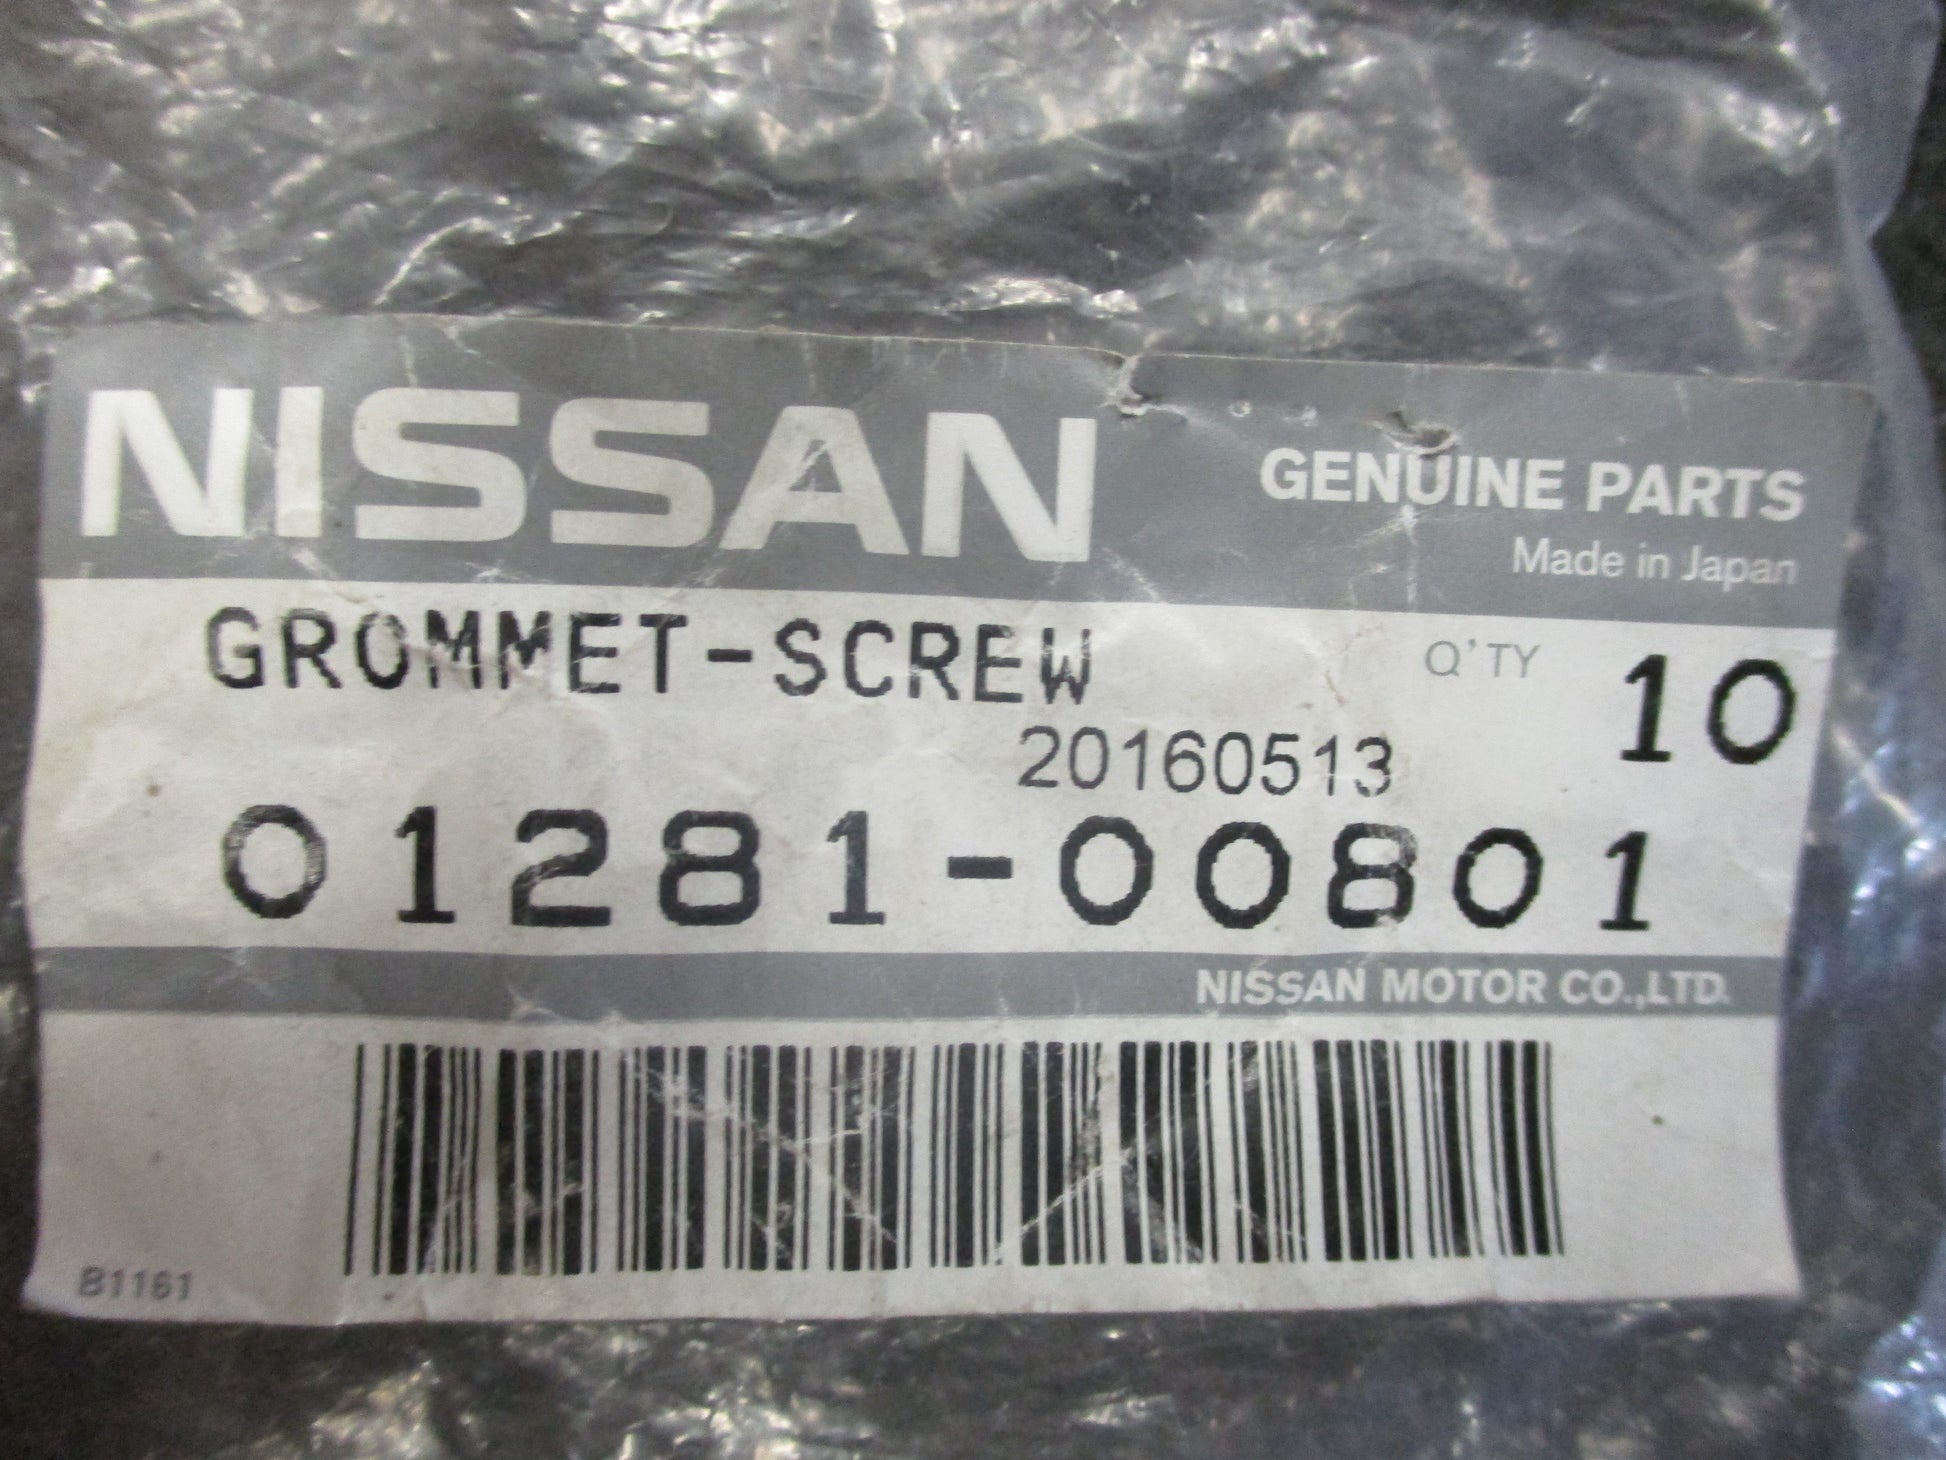 NISSAN
GENUINE PARTS
Made in Japan
GROMMET-SCREW
Q'TY 10
20160513
01281-00801
NISSAN MOTOR CO.,LTD.
B1161